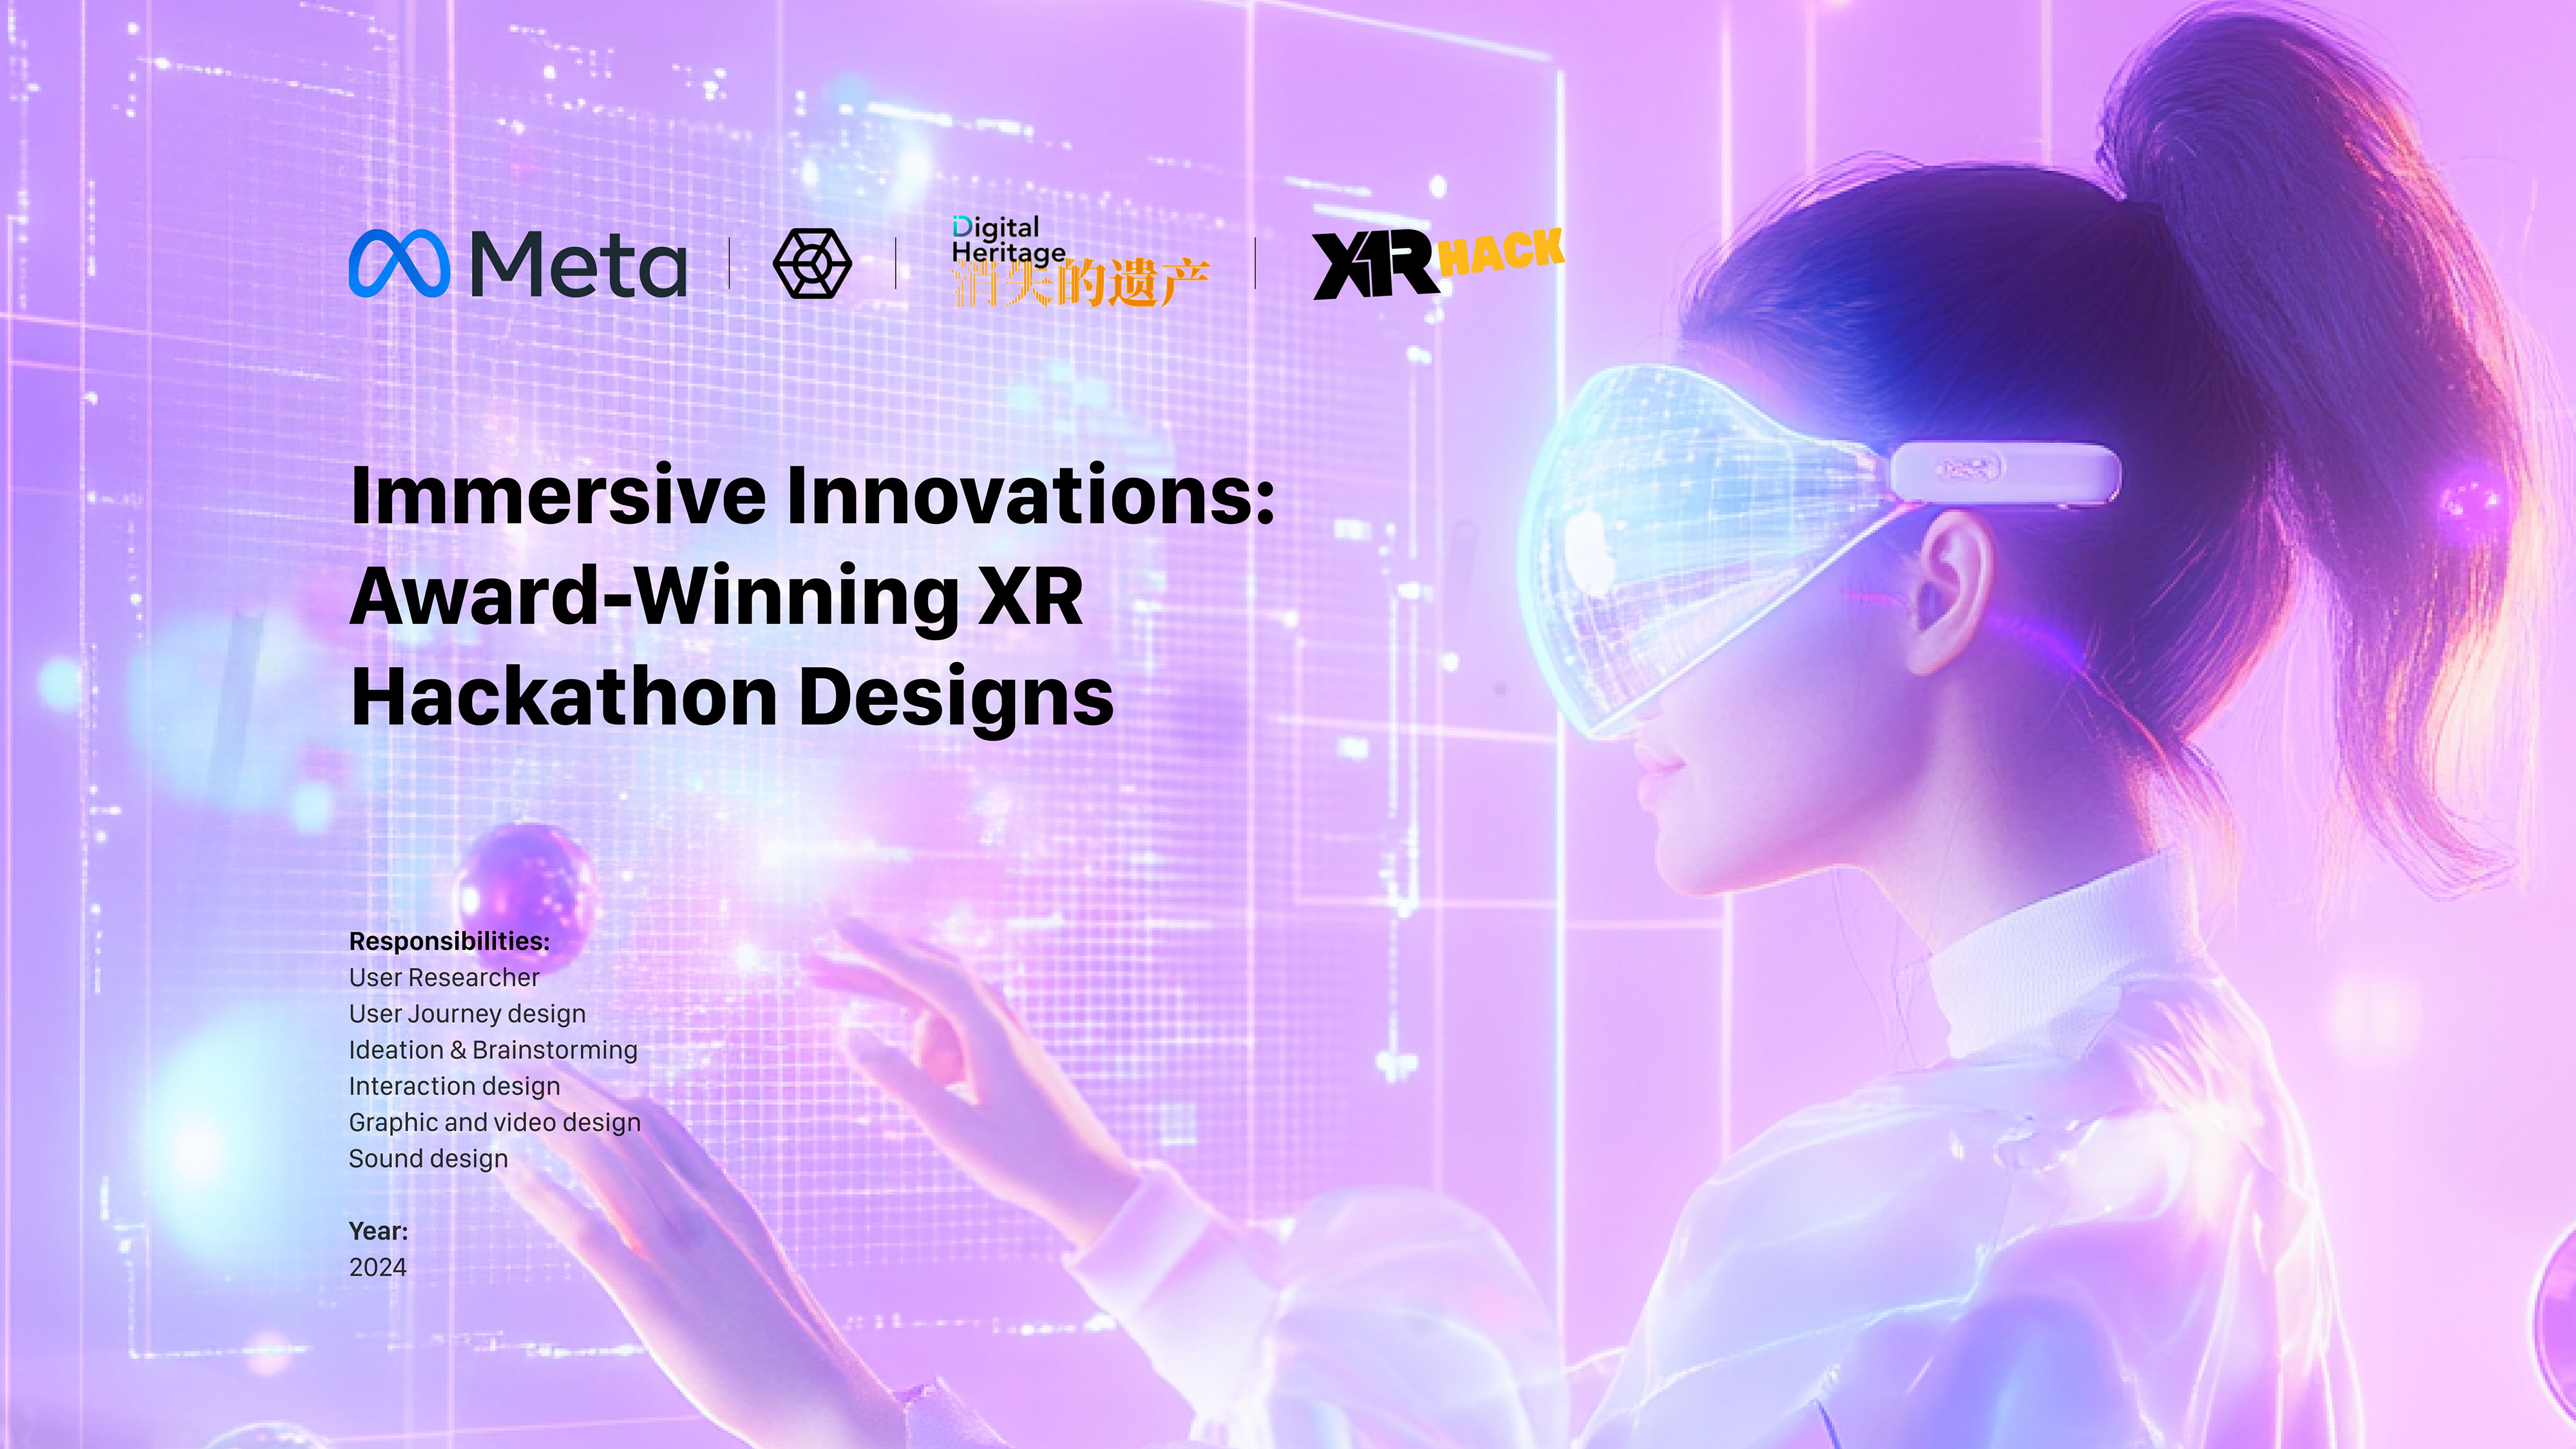 Meta
Digital
Heritage
消失的遗产
XR HACK
Immersive Innovations:
Award-Winning XR
Hackathon Designs
Responsibilities:
User Researcher
User Journey design
Ideation & Brainstorming
Interaction design
Graphic and video design
Sound design
Year:
2024